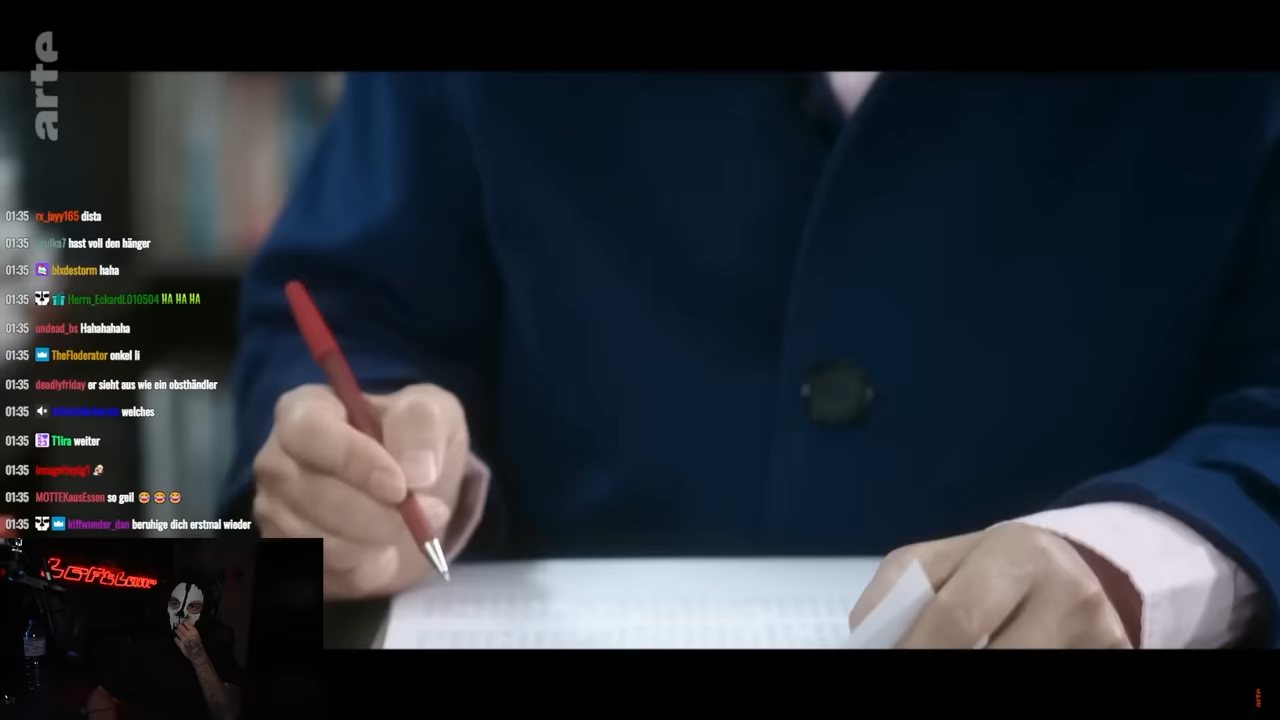 arte
01:35 rx_jayy165 dista
01:35 hast voll den hänger
01:35 blxdestorm haha
01:35 Herrn_EckardL010504 HA HA HA
01:35 undead_bs Hahahahaha
01:35 TheFloderator onkel li
01:35 deadlyfriday er sieht aus wie ein obsthändler
01:35 welches
01:35 T1ira weiter
01:35
01:35 MOTTEKausEssen so geil
01:35 kiffwunder_dan beruhige dich erstmal wieder
arte